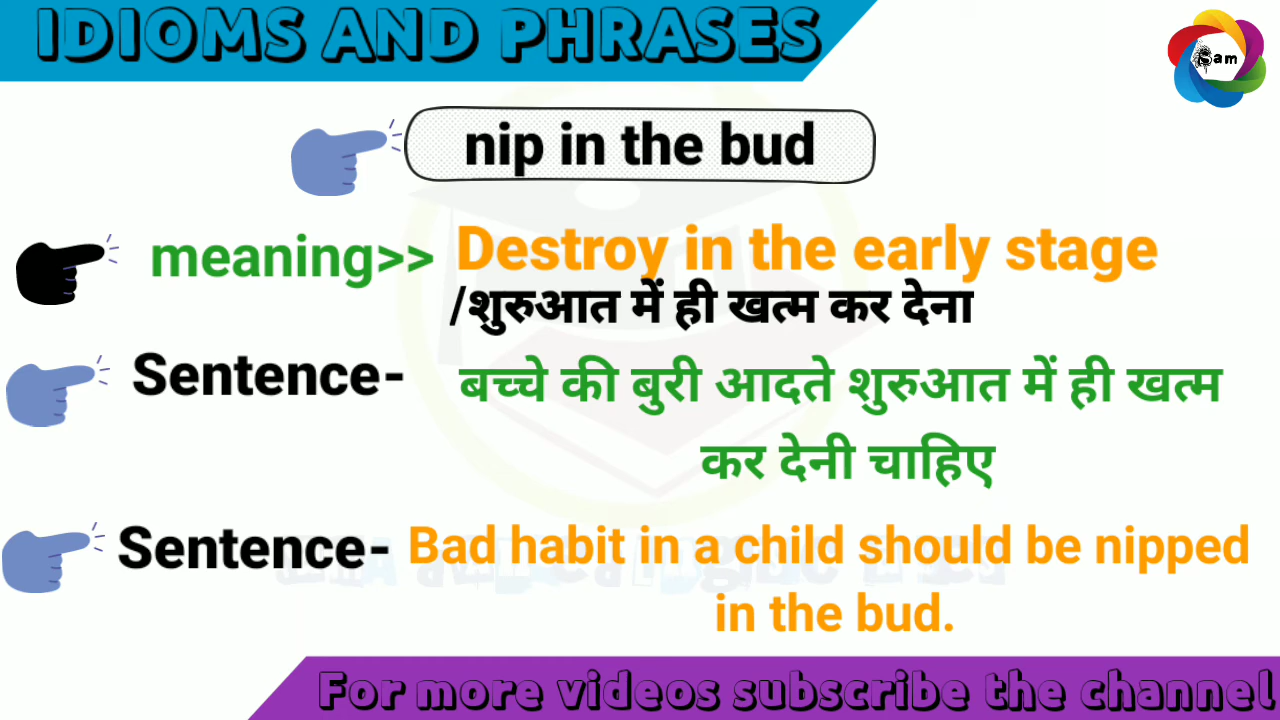 IDIOMS AND PHRASES
Sam
nip in the bud
meaning>> Destroy in the early stage
/शुरुआत में ही खत्म कर देना
Sentence- बच्चे की बुरी आदते शुरुआत में ही खत्म
कर देनी चाहिए
Sentence- Bad habit in a child should be nipped
in the bud.
For more videos subscribe the channel